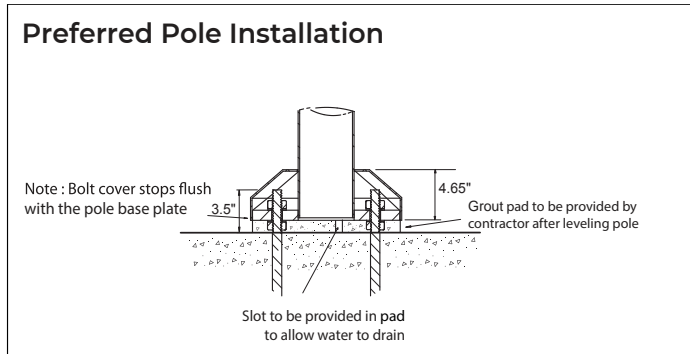 Preferred Pole Installation
Note : Bolt cover stops flush
with the pole base plate
3.5"
4.65"
Grout pad to be provided by
contractor after leveling pole
Slot to be provided in pad
to allow water to drain